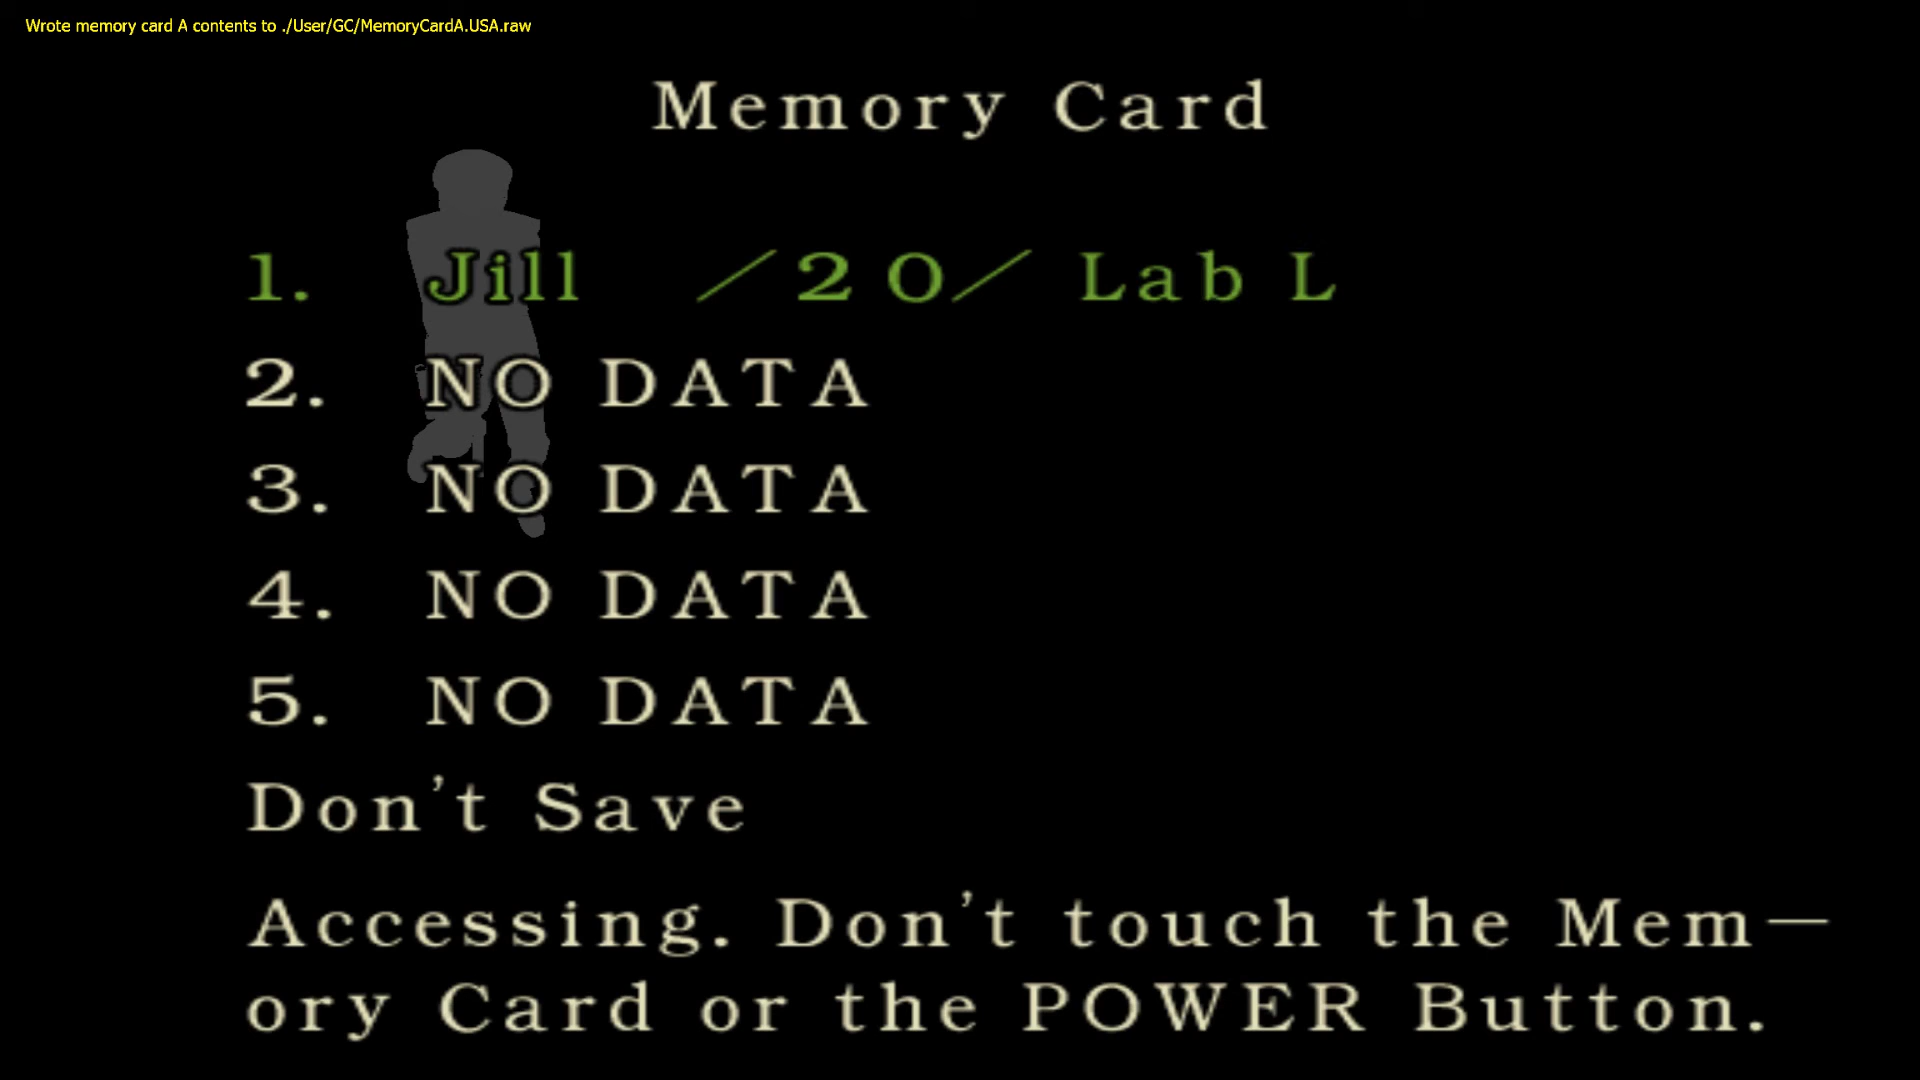 Wrote memory card A contents to ./User/GC/MemoryCardA.USA.raw
Memory Card
1. Jill /20/ Lab L
2. NO DATA
3. NO DATA
4. NO DATA
5. NO DATA
Don't Save
Accessing. Don't touch the Mem-
ory Card or the POWER Button.